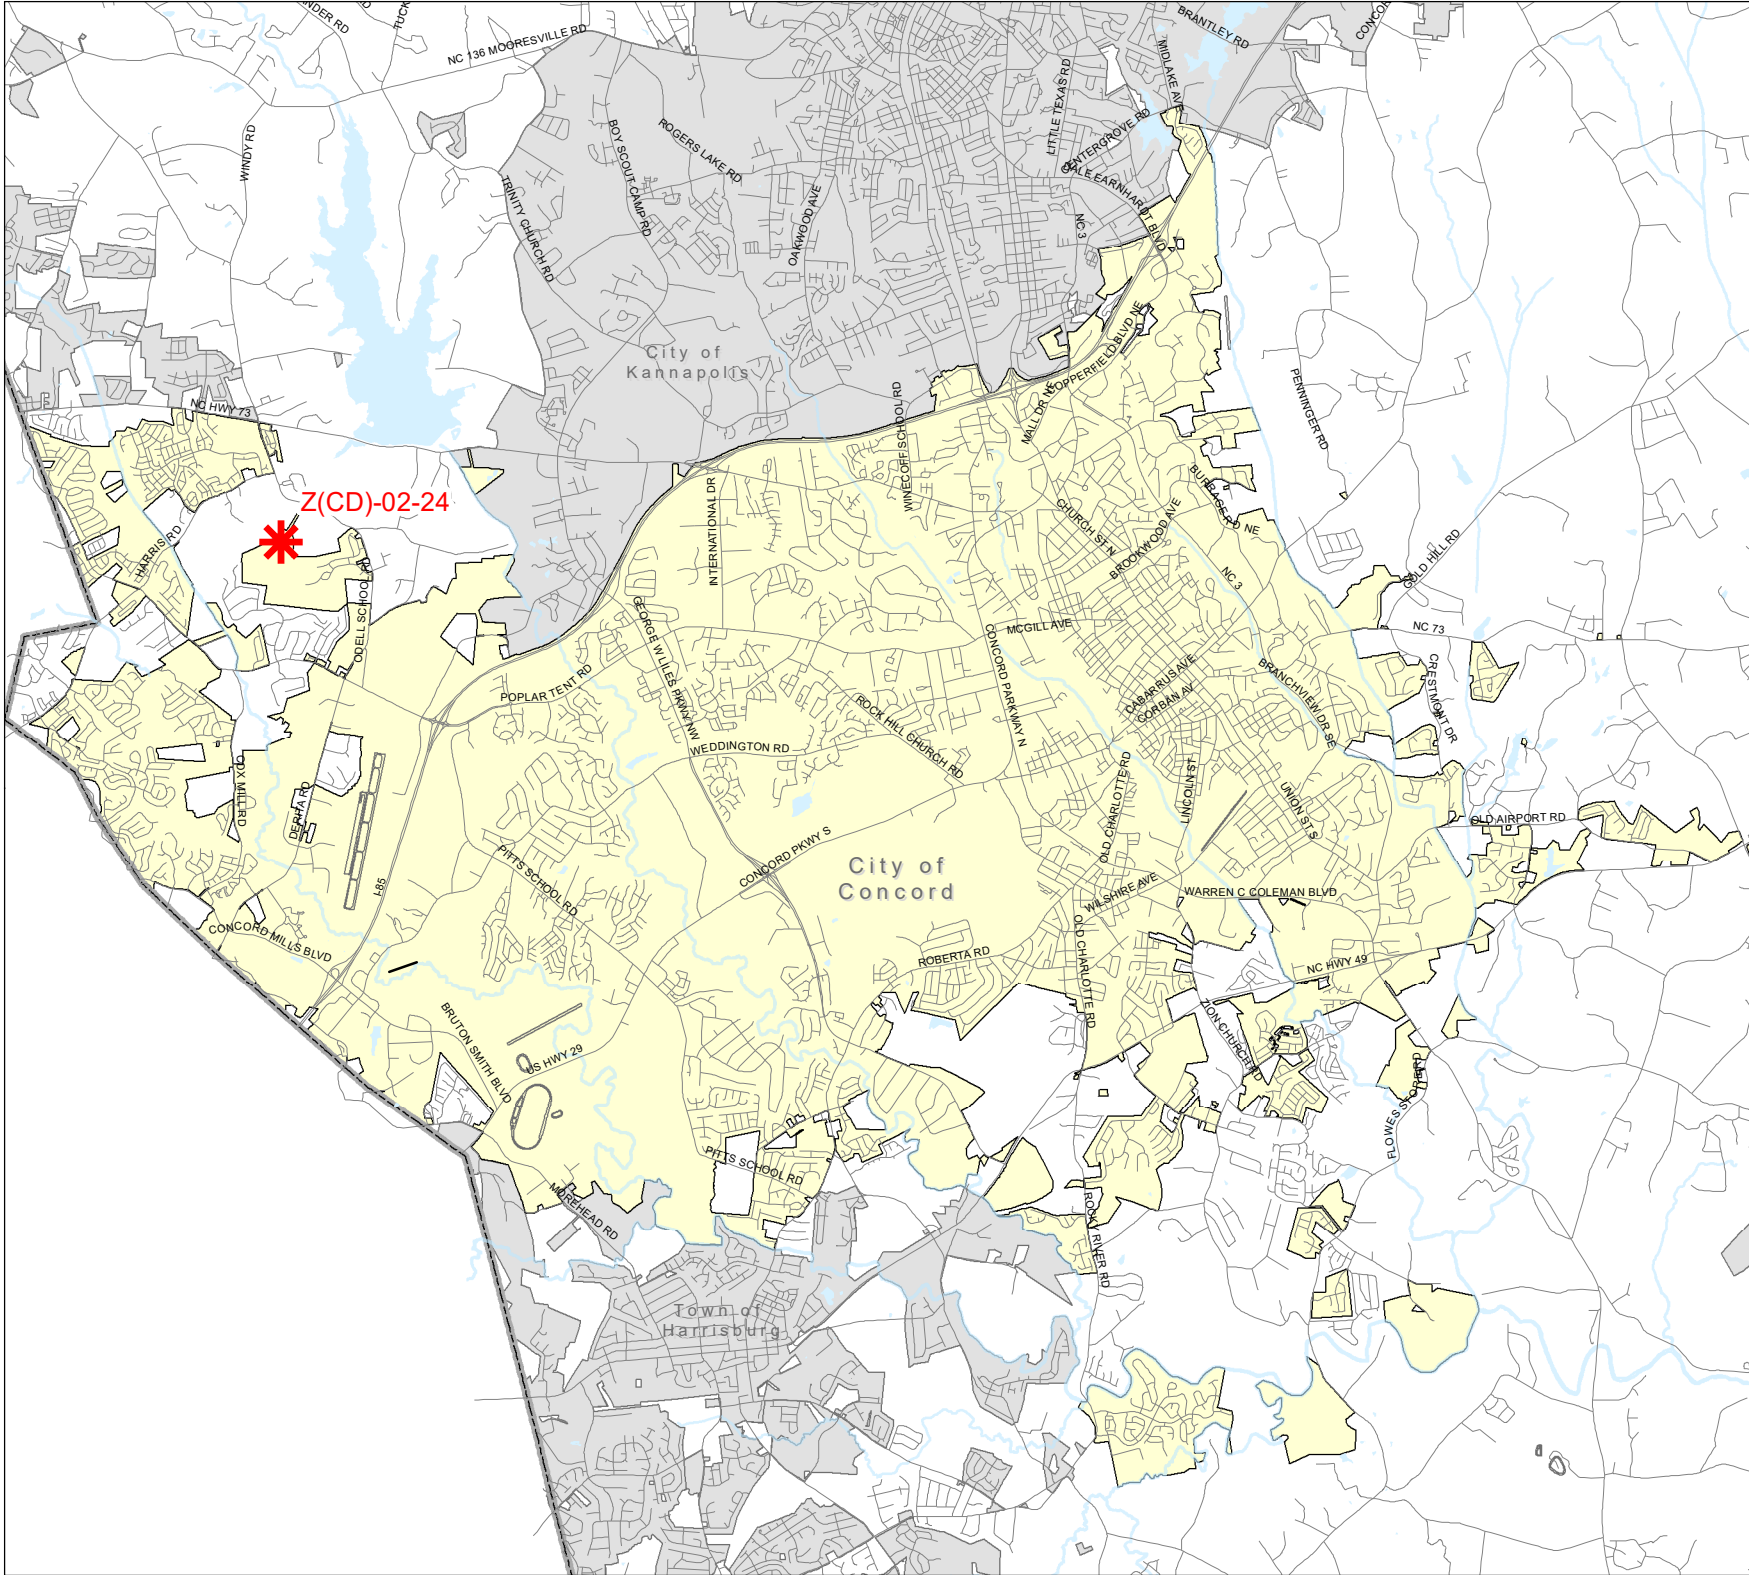 NC 136 MOORESVILLE RD
BRANTLEY RD
MIDLAKE AVE
WINDY RD
BOY SCOUT CAMP RD
ROGERS LAKE RD
LITTLE TEXAS RD
DALE EARNHARDT BLVD
TRINITY CHURCH RD
OAKWOOD AVE
NC 3
City of
Kannapolis
COPPERFIELD BLVD NE
MALL DR NE
PENNINGER RD
NC HWY 73
WINECOFF SCHOOL RD
INTERNATIONAL DR
Z(CD)-02-24
HARRIS RD
CHURCH ST N
BROOKWOOD AVE
BURRAGE RD NE
NC 3
GOLD HILL RD
ODELL SCHOOL RD
GEORGE W LILES PKWY NW
CONCORD PARKWAY N
MCGILL AVE
NC 73
CRESTMONT DR
POPLAR TENT RD
ROCK HILL CHURCH RD
CABARRUS AVE
CORBAN AV
BRANCHVIEW DR SE
WEDDINGTON RD
COX MILL RD
DERITA RD
OLD CHARLOTTE RD
LINCOLN ST
UNION ST S
OLD AIRPORT RD
I-85
PITTS SCHOOL RD
CONCORD PKWY S
City of
Concord
WILSHIRE AVE
WARREN C COLEMAN BLVD
CONCORD MILLS BLVD
ROBERTA RD
OLD CHARLOTTE RD
NC HWY 49
BRUTON SMITH BLVD
US HWY 29
ZION CHURCH RD
FLOWES STORE RD
PITTS SCHOOL RD
MOREHEAD RD
ROCKY RIVER RD
Town of
Harrisburg